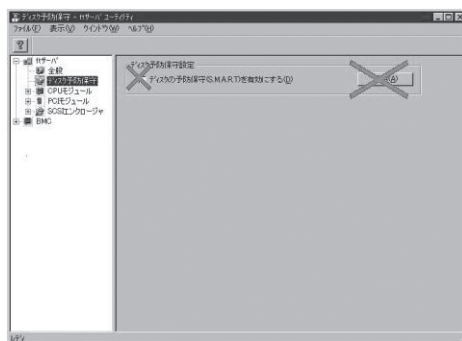 ディスク予防保守 - ftサーバ ユーティリティ
ファイル(F) 表示(V) ウインドウ(W) ヘルプ(H)
?
ftサーバ
全般
ディスク予防保守
CPUモジュール
PCIモジュール
SCSIエンクロージャ
BMC
ディスク予防保守設定
ディスクの予防保守(S.M.A.R.T)を有効にする(D)
(A)
レディ